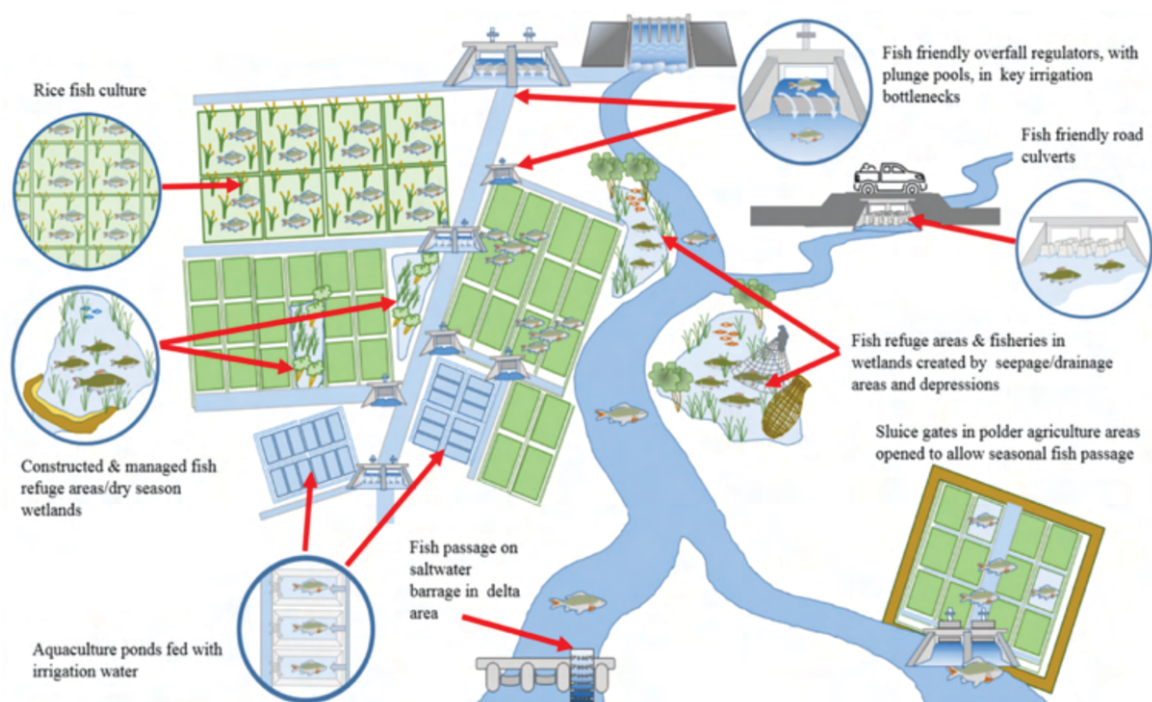 Rice fish culture
Fish friendly overfall regulators, with
plunge pools, in key irrigation
bottlenecks
Fish friendly road
culverts
Fish refuge areas & fisheries in
wetlands created by seepage/drainage
areas and depressions
Constructed & managed fish
refuge areas/dry season
wetlands
Sluice gates in polder agriculture areas
opened to allow seasonal fish passage
Fish passage on
saltwater
barrage in delta
area
Aquaculture ponds fed with
irrigation water